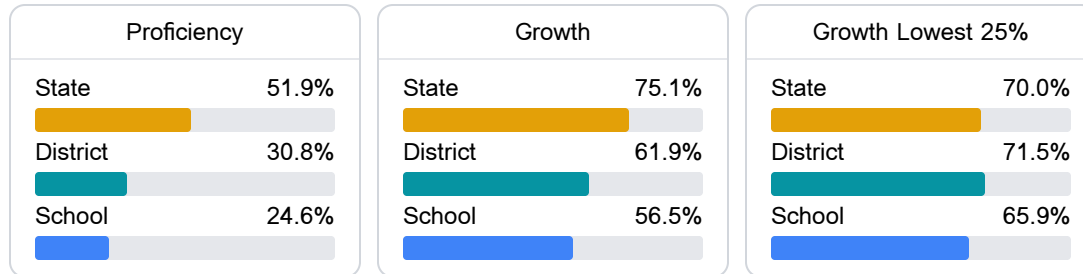 Proficiency
State 51.9%
District 30.8%
School 24.6%
Growth
State 75.1%
District 61.9%
School 56.5%
Growth Lowest 25%
State 70.0%
District 71.5%
School 65.9%